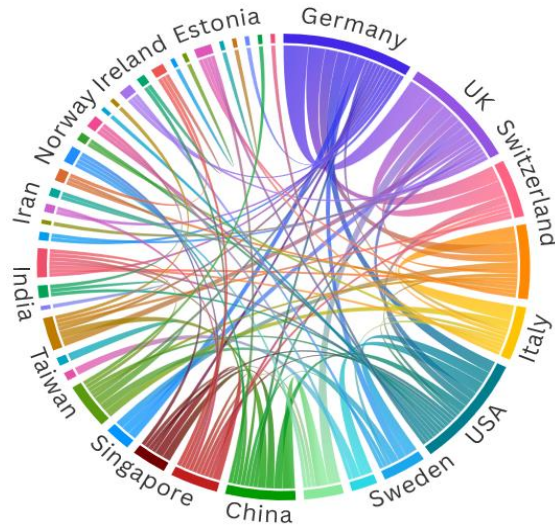 Germany
UK
Switzerland
Italy
USA
Sweden
China
Singapore
Taiwan
India
Iran
Norway
Ireland
Estonia